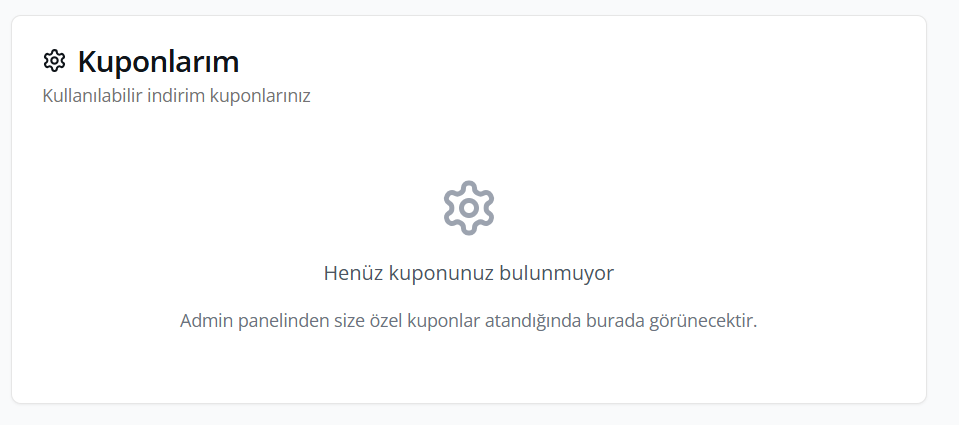 Kuponlarım
Kullanılabilir indirim kuponlarınız
Henüz kuponunuz bulunmuyor
Admin panelinden size özel kuponlar atandığında burada görünecektir.